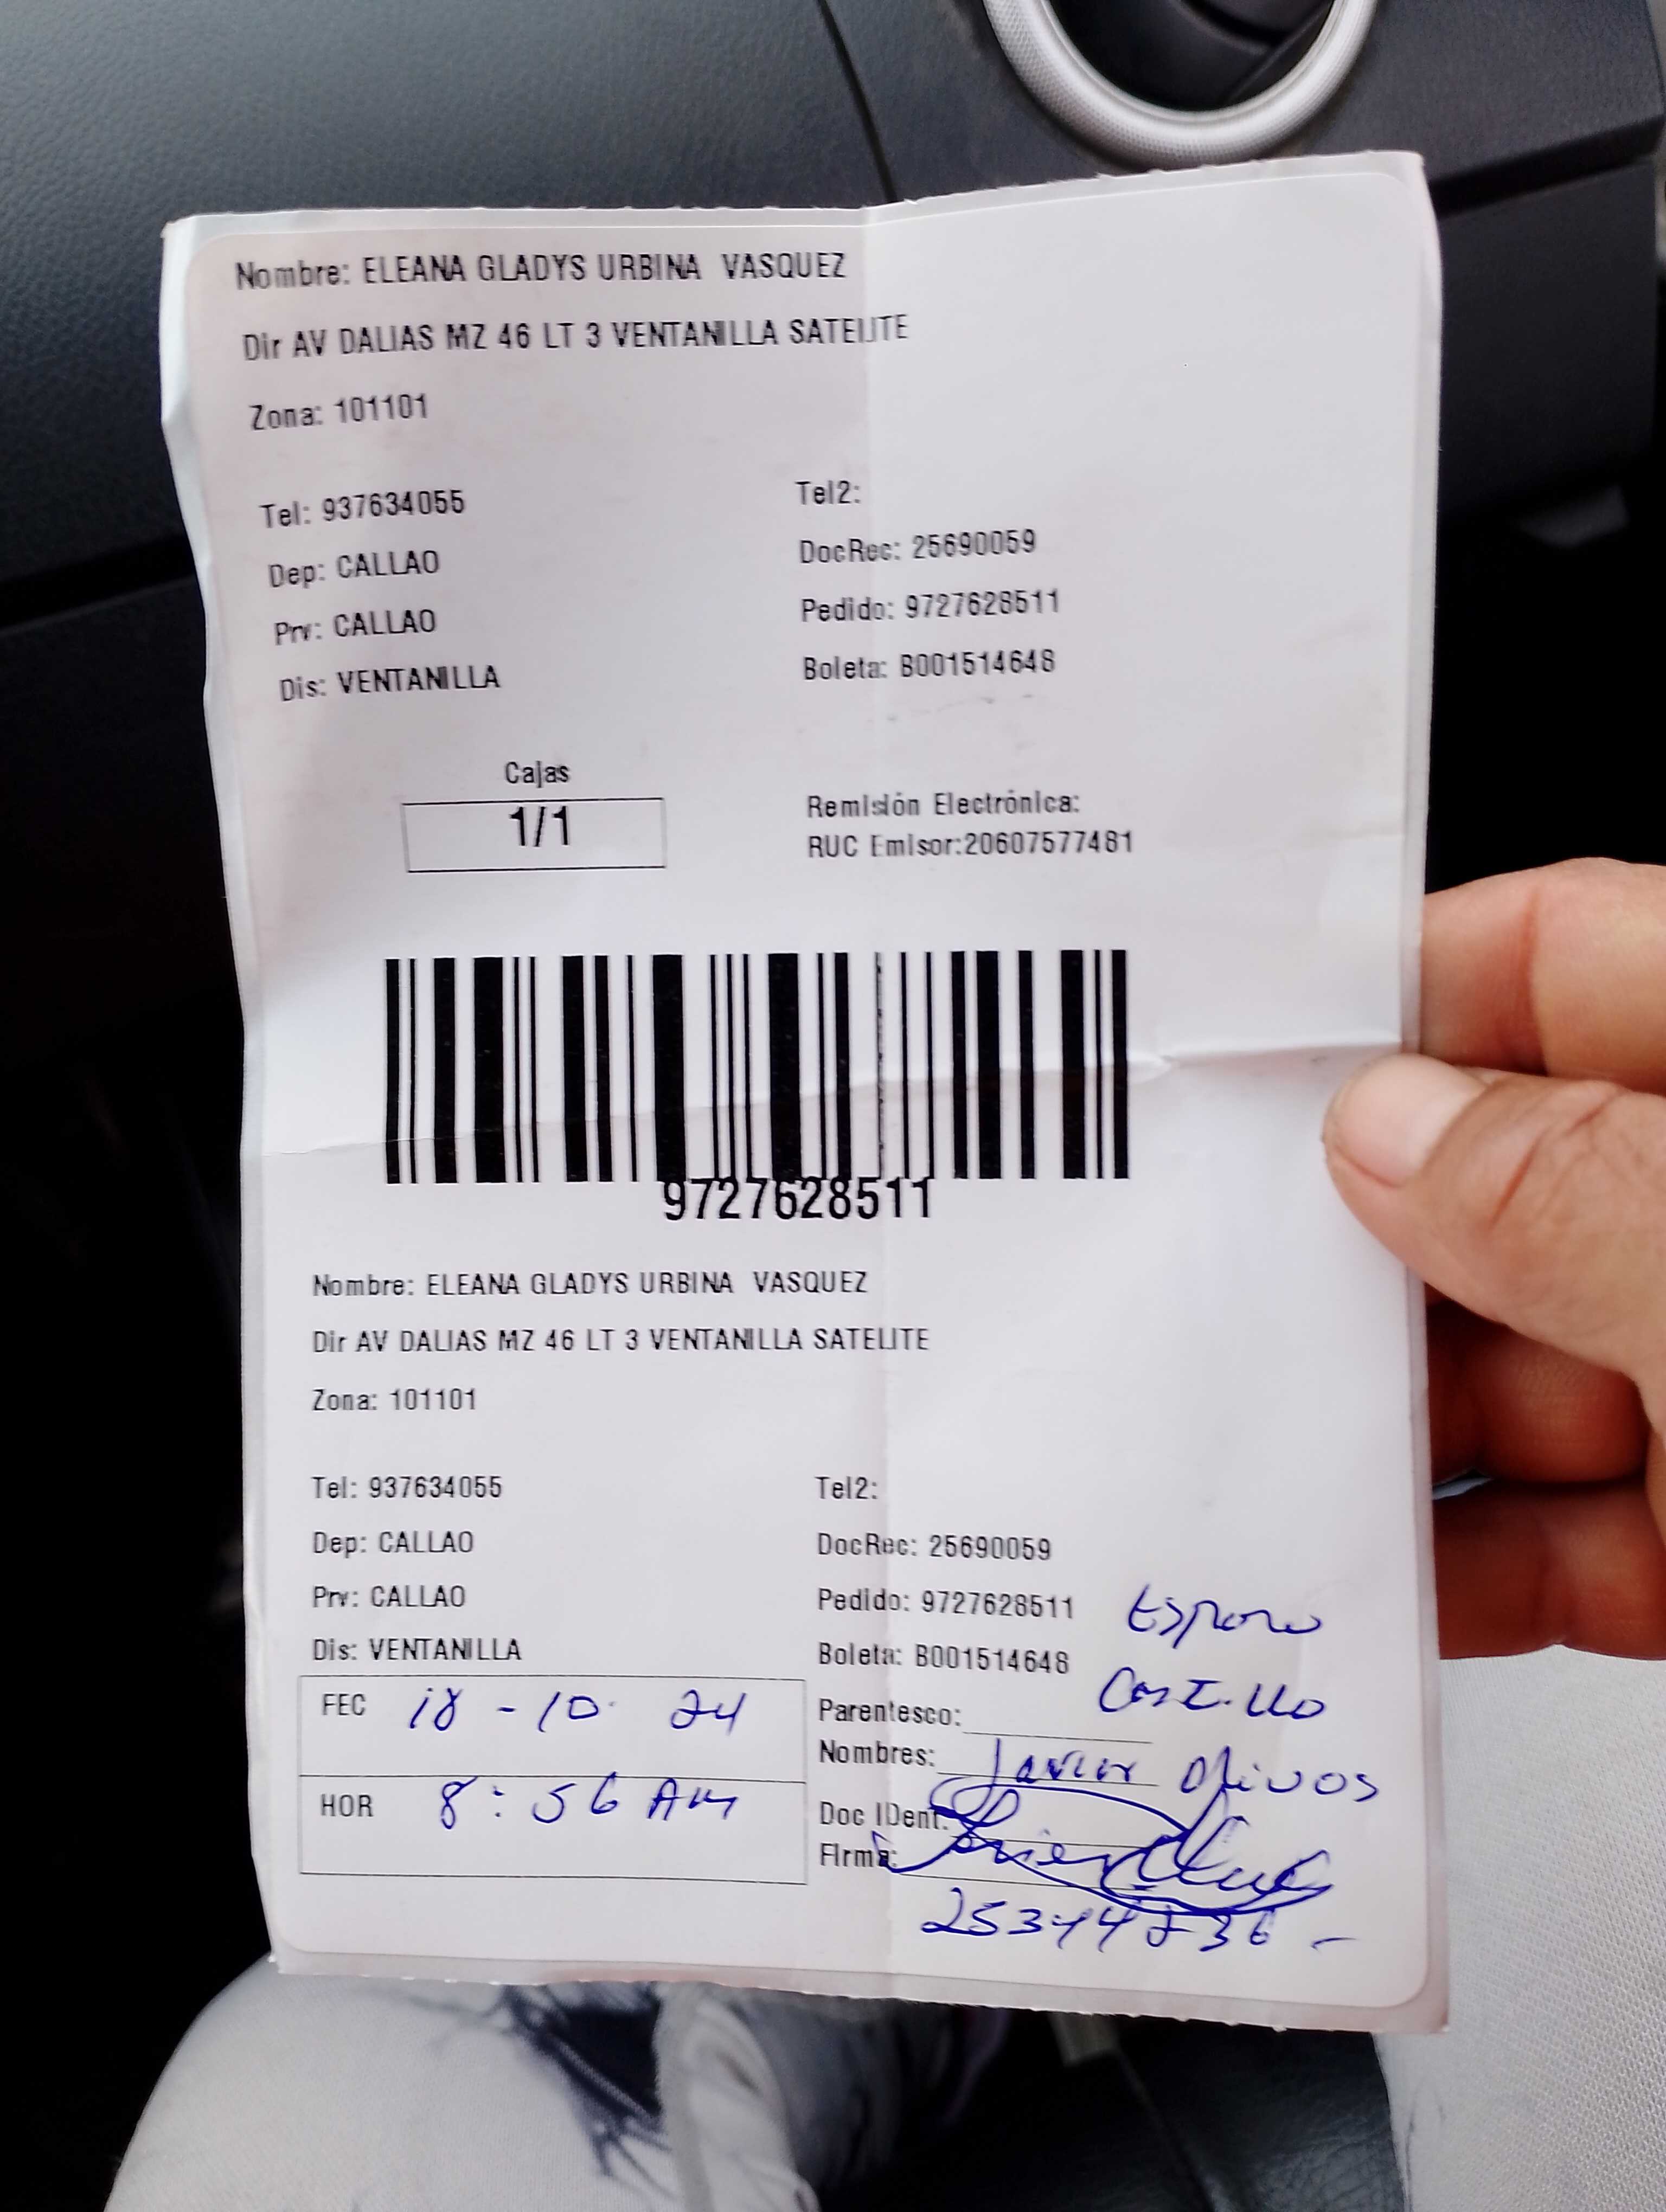 Nombre: ELEANA GLADYS URBINA VASQUEZ
Dir AV DALIAS MZ 46 LT 3 VENTANILLA SATELITE
Zona: 101101
Tel: 937634055 Tel2:
Dep: CALLAO DocRec: 25690059
Prv: CALLAO Pedido: 9727628511
Dis: VENTANILLA Boleta: B001514648
Cajas
1/1
Remisión Electrónica:
RUC Emisor:20607577481
9727628511
Nombre: ELEANA GLADYS URBINA VASQUEZ
Dir AV DALIAS MZ 46 LT 3 VENTANILLA SATELITE
Zona: 101101
Tel: 937634055 Tel2:
Dep: CALLAO DocRec: 25690059
Prv: CALLAO Pedido: 9727628511
Dis: VENTANILLA Boleta: B001514648
FEC 18-10-24 Parentesco:
Nombres: Javier Olivos
Castillo
HOR 8:56 AM Doc IDent:
Firma: